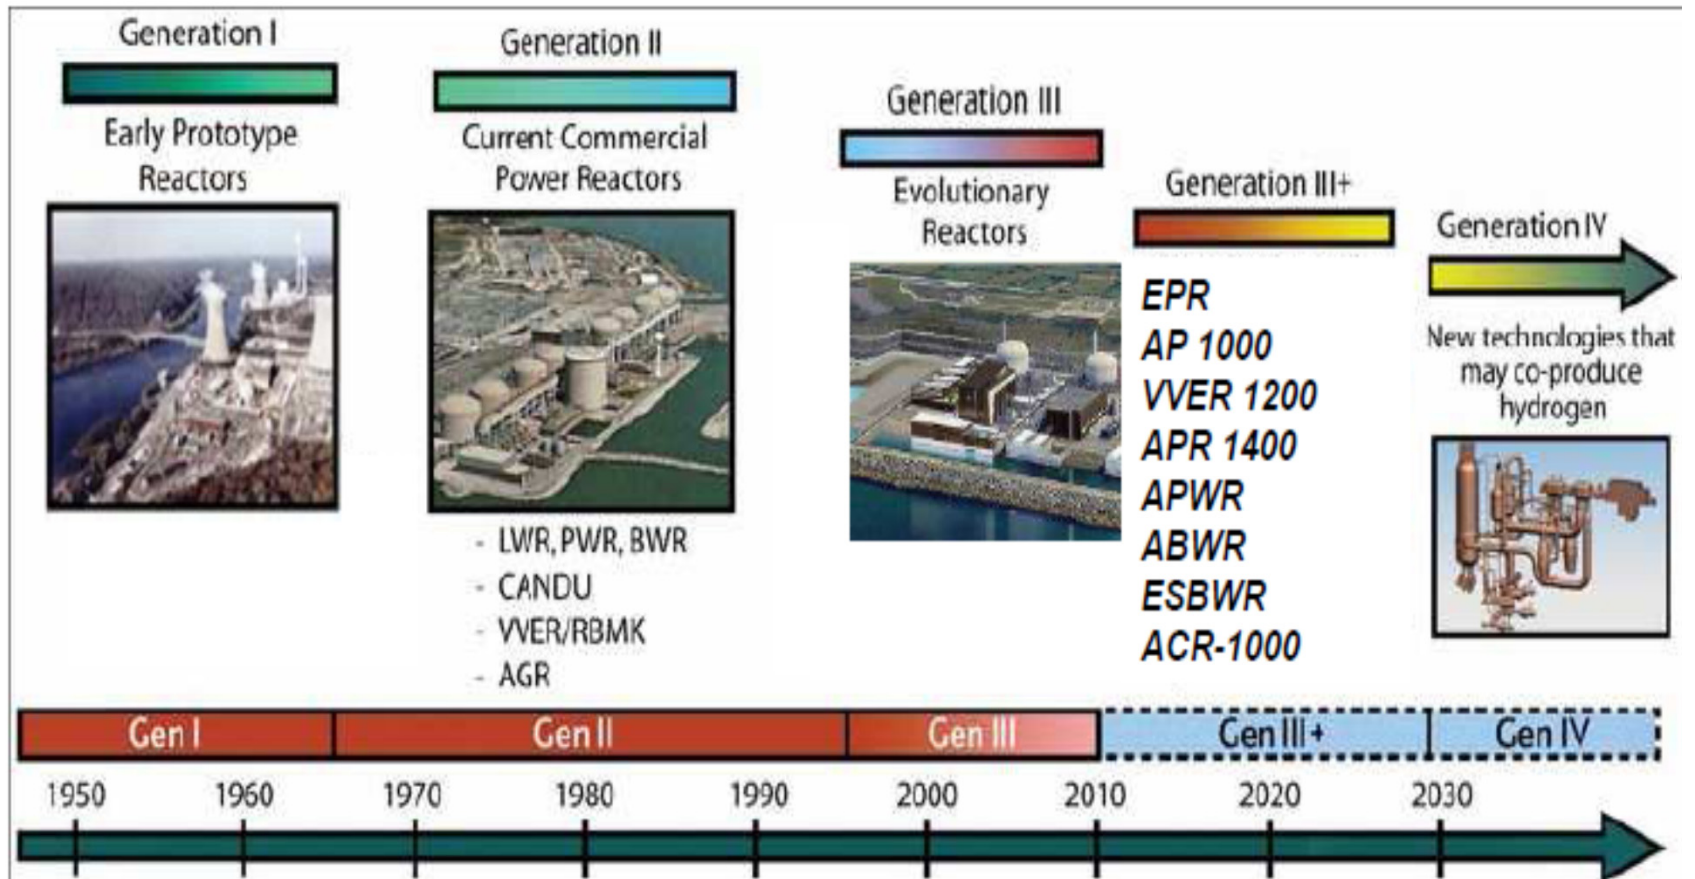 Generation I
Early Prototype
Reactors
Generation II
Current Commercial
Power Reactors
- LWR, PWR, BWR
- CANDU
- VVER/RBMK
- AGR
Generation III
Evolutionary
Reactors
Generation III+
EPR
AP 1000
VVER 1200
APR 1400
APWR
ABWR
ESBWR
ACR-1000
Generation IV
New technologies that
may co-produce
hydrogen
Gen I Gen II Gen III Gen III+ Gen IV
1950 1960 1970 1980 1990 2000 2010 2020 2030